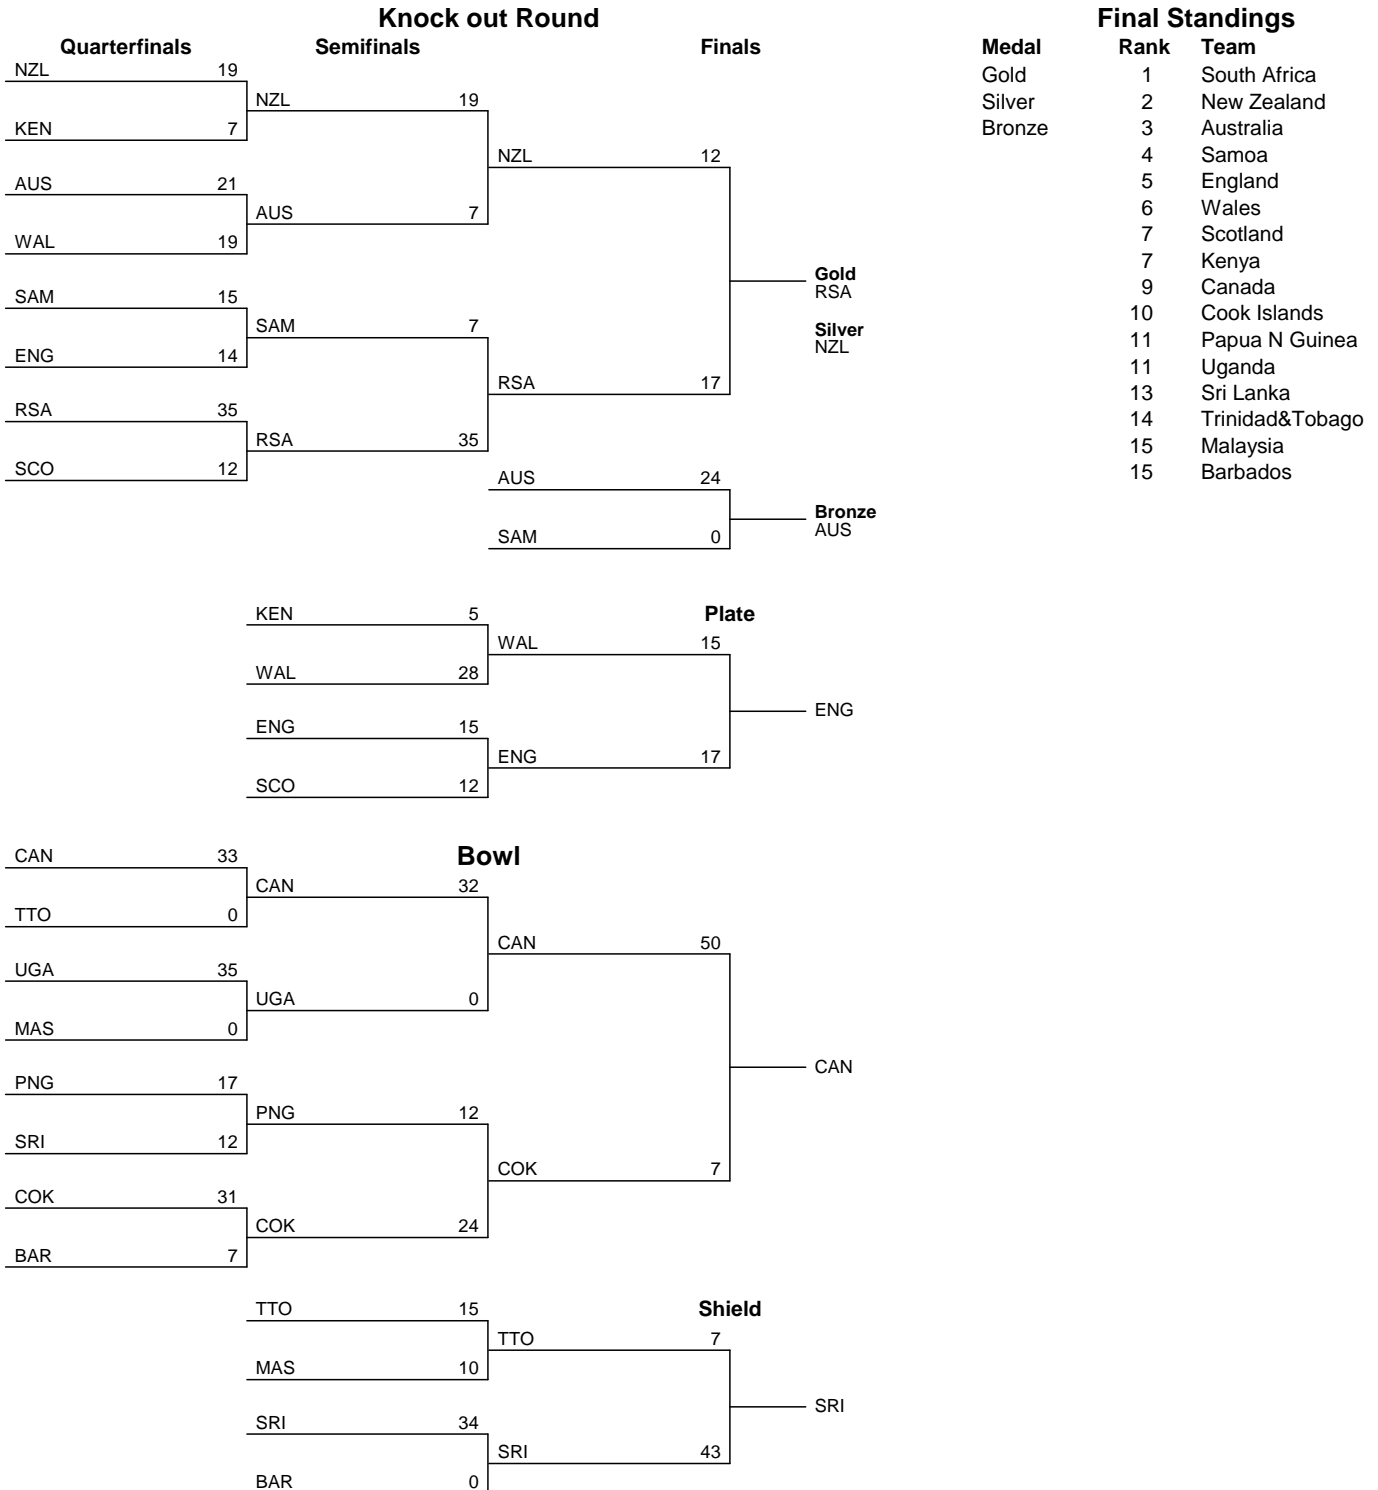 Knock out Round
Final Standings
Quarterfinals Semifinals Finals
Medal Rank Team
NZL 19
Gold 1 South Africa
NZL 19
Silver 2 New Zealand
KEN 7
Bronze 3 Australia
NZL 12
4 Samoa
AUS 21
5 England
AUS 7
6 Wales
WAL 19
7 Scotland
7 Kenya
Gold
RSA
9 Canada
SAM 15
10 Cook Islands
SAM 7
Silver
NZL
11 Papua N Guinea
ENG 14
11 Uganda
RSA 17
13 Sri Lanka
RSA 35
14 Trinidad&Tobago
RSA 35
15 Malaysia
SCO 12
15 Barbados
AUS 24
Bronze
AUS
SAM 0
KEN 5
Plate
WAL 15
WAL 28
ENG
ENG 15
ENG 17
SCO 12
CAN 33
Bowl
CAN 32
TTO 0
CAN 50
UGA 35
UGA 0
MAS 0
CAN
PNG 17
PNG 12
SRI 12
COK 7
COK 31
COK 24
BAR 7
TTO 15
Shield
TTO 7
MAS 10
SRI
SRI 34
SRI 43
BAR 0